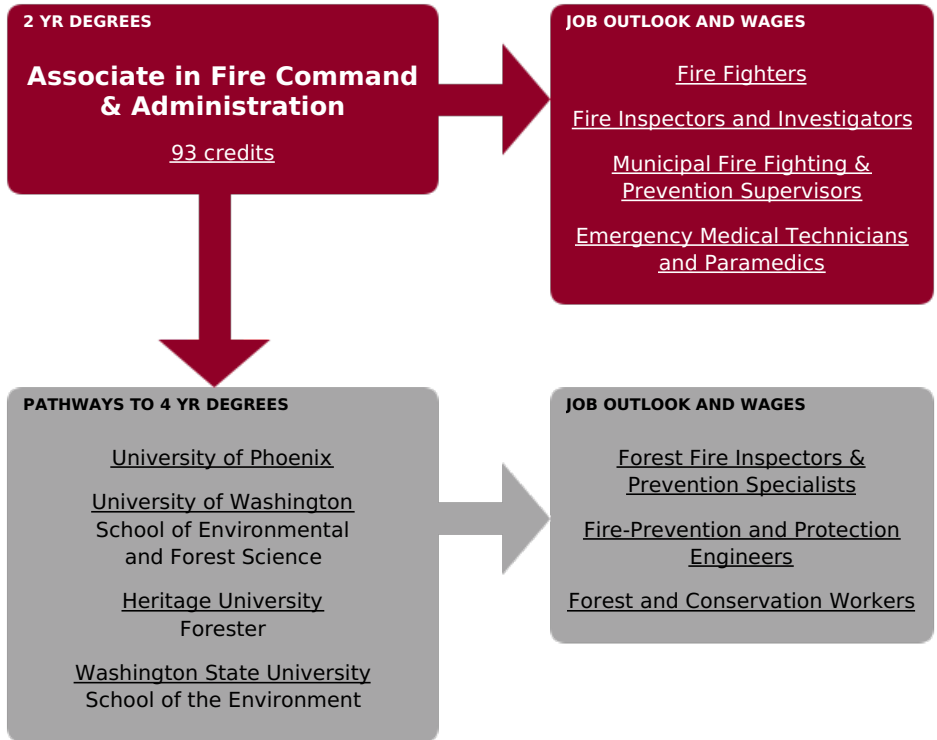 2 YR DEGREES
Associate in Fire Command
& Administration
93 credits
JOB OUTLOOK AND WAGES
Fire Fighters
Fire Inspectors and Investigators
Municipal Fire Fighting &
Prevention Supervisors
Emergency Medical Technicians
and Paramedics
PATHWAYS TO 4 YR DEGREES
University of Phoenix
University of Washington
School of Environmental
and Forest Science
Heritage University
Forester
Washington State University
School of the Environment
JOB OUTLOOK AND WAGES
Forest Fire Inspectors &
Prevention Specialists
Fire-Prevention and Protection
Engineers
Forest and Conservation Workers